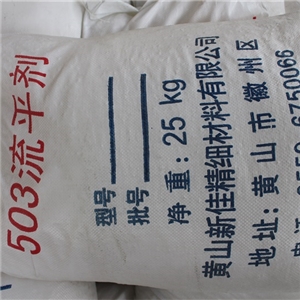 503流平剂
型号
批号
净重：25 kg
黄山新佳精细材料有限公司
地址：黄山市徽州区
6750066